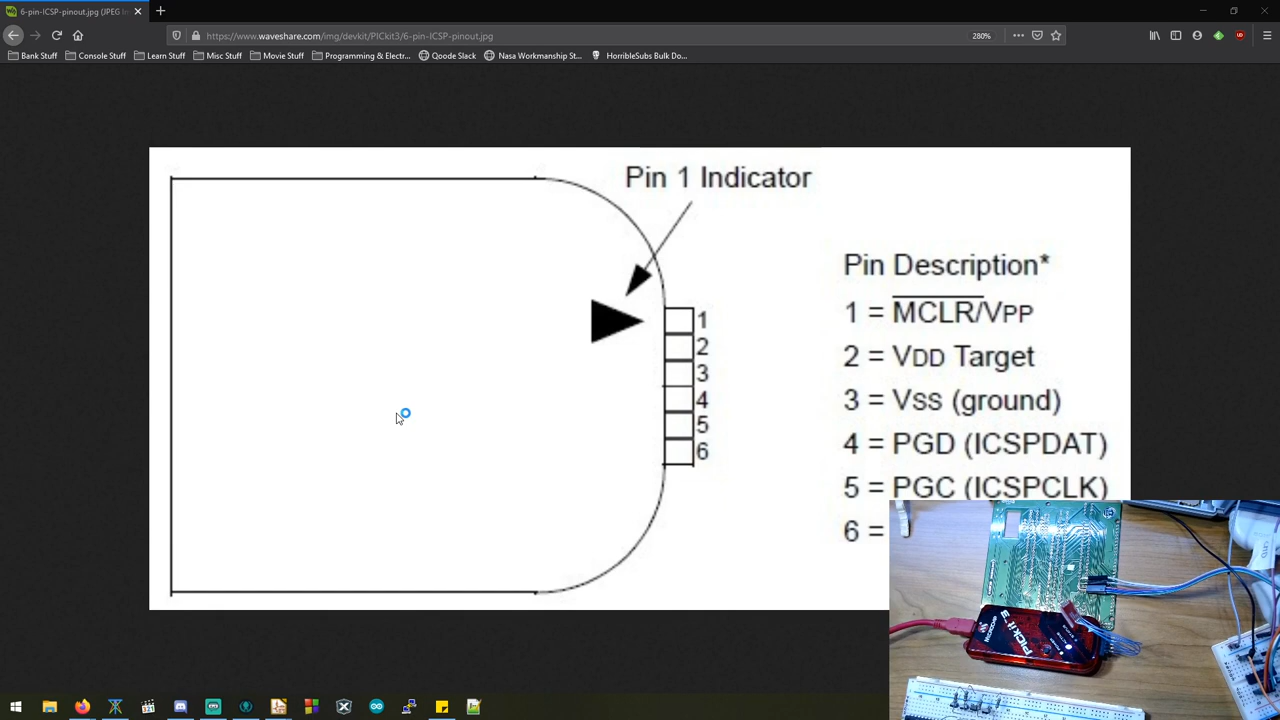 6-pin-ICSP-pinout.jpg (JPEG Im
https://www.waveshare.com/img/devkit/PICkit3/6-pin-ICSP-pinout.jpg
280%
Bank Stuff
Console Stuff
Learn Stuff
Misc Stuff
Movie Stuff
Programming & Electr...
Qoode Slack
Nasa Workmanship St...
HorribleSubs Bulk Do...
Pin 1 Indicator
1
2
3
4
5
6
Pin Description*
1 = MCLR/VPP
2 = VDD Target
3 = VSS (ground)
4 = PGD (ICSPDAT)
5 = PGC (ICSPCLK)
6 =
MICROCHIP
PICkit 3